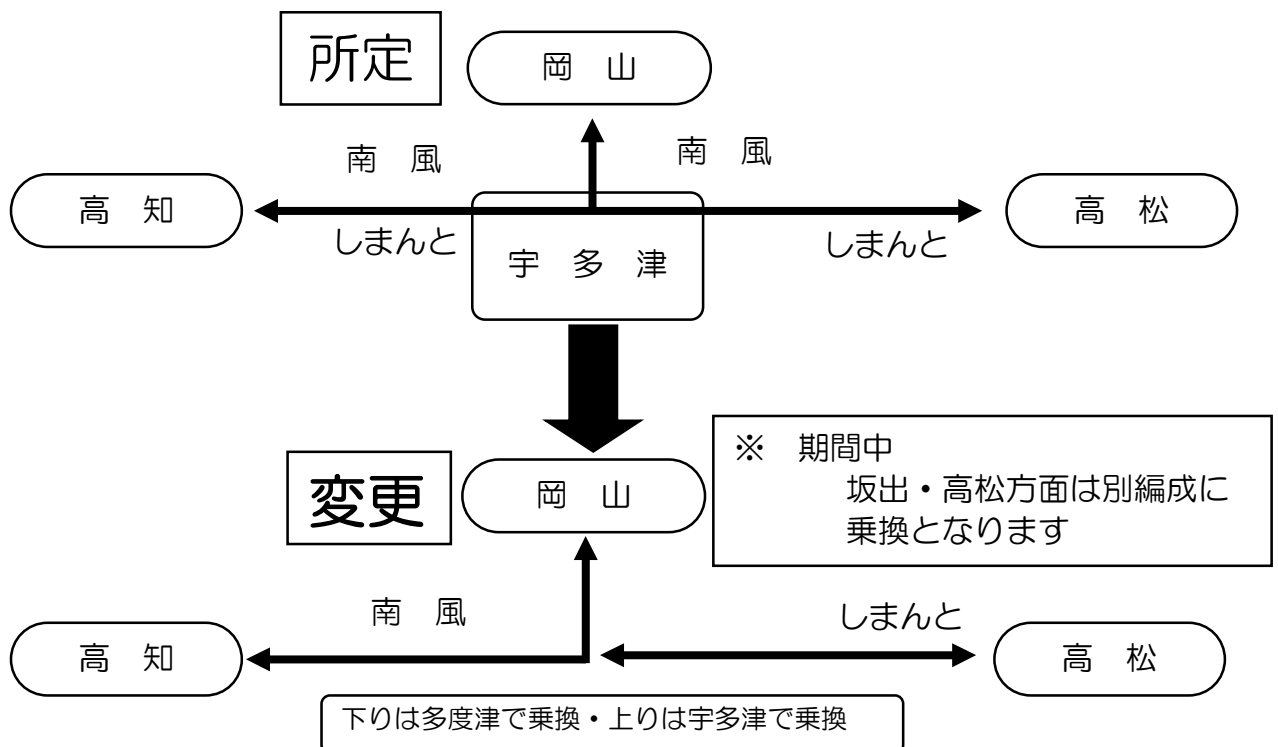 所定
岡 山
南 風
南 風
高 知
高 松
しまんと
しまんと
宇 多 津
※ 期間中
坂出・高松方面は別編成に
乗換となります
変更
岡 山
南 風
しまんと
高 知
高 松
下りは多度津で乗換・上りは宇多津で乗換